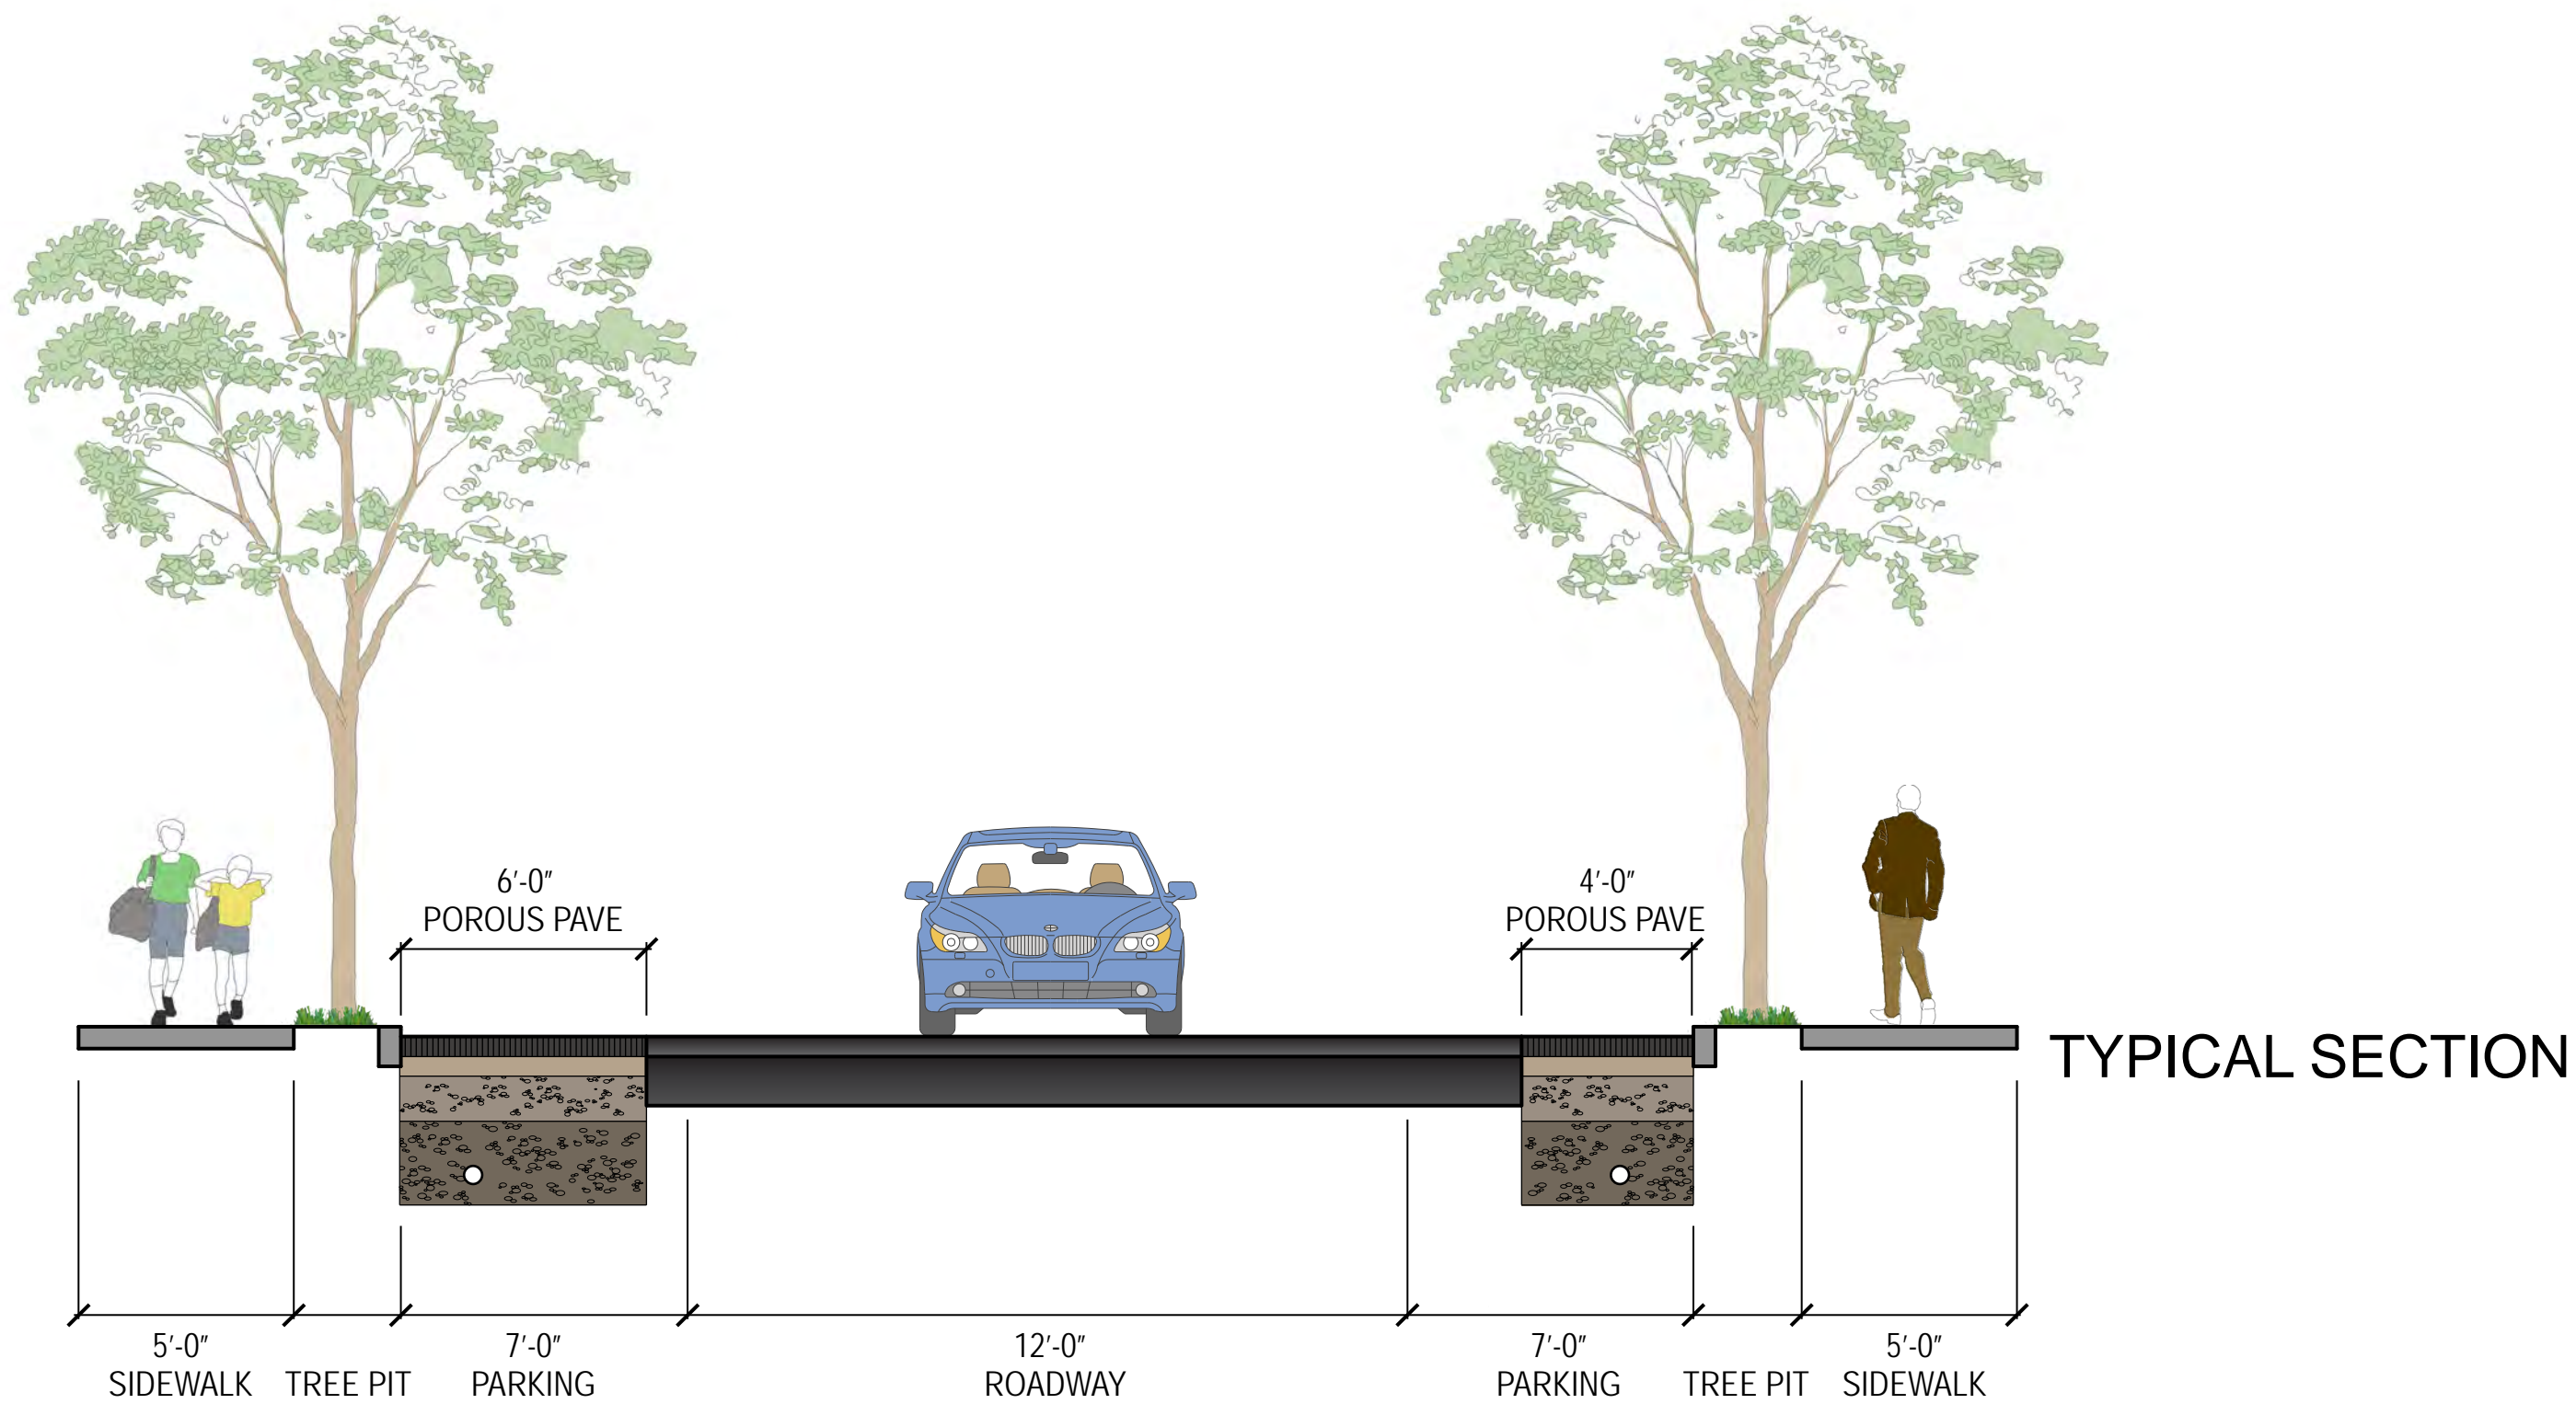 6'-0"
POROUS PAVE
4'-0"
POROUS PAVE
TYPICAL SECTION
5'-0"
SIDEWALK
TREE PIT
7'-0"
PARKING
12'-0"
ROADWAY
7'-0"
PARKING
TREE PIT
5'-0"
SIDEWALK